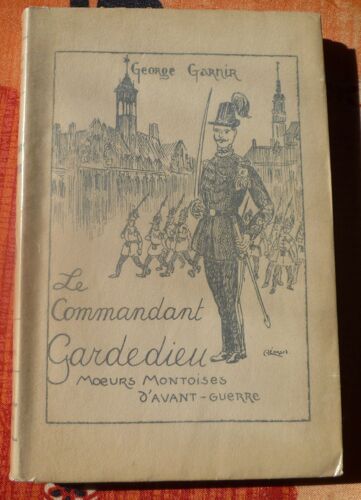 George Garnir
Le
Commandant
Gardedieu
MOEURS MONTOISES
D'AVANT-GUERRE